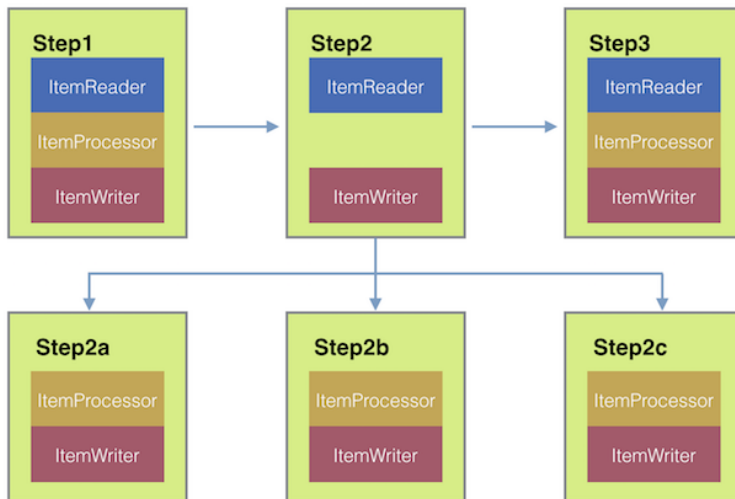 Step1
ItemReader
ItemProcessor
ItemWriter
Step2
ItemReader
ItemWriter
Step3
ItemReader
ItemProcessor
ItemWriter
Step2a
ItemProcessor
ItemWriter
Step2b
ItemProcessor
ItemWriter
Step2c
ItemProcessor
ItemWriter